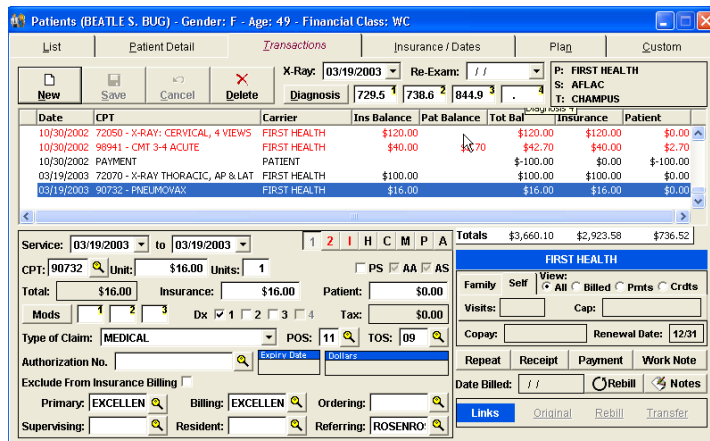 Patients (BEATLE S. BUG) - Gender: F - Age: 49 - Financial Class: WC
List Patient Detail Transactions Insurance / Dates Plan Custom
New Save Cancel Delete
X-Ray: 03/19/2003 Re-Exam: / /
Diagnosis 729.5 1 738.6 2 844.9 3 . 4
P: FIRST HEALTH
S: AFLAC
T: CHAMPUS
Diagnosis 4
Date CPT Carrier Ins Balance Pat Balance Tot Bal Insurance Patient
10/30/2002 72050 - X-RAY: CERVICAL, 4 VIEWS FIRST HEALTH $120.00 $120.00 $120.00 $0.00
10/30/2002 98941 - CMT 3-4 ACUTE FIRST HEALTH $40.00 70 $42.70 $40.00 $2.70
10/30/2002 PAYMENT PATIENT $-100.00 $0.00 $-100.00
03/19/2003 72070 - X-RAY THORACIC, AP & LAT FIRST HEALTH $100.00 $100.00 $100.00 $0.00
03/19/2003 90732 - PNEUMOVAX FIRST HEALTH $16.00 $16.00 $16.00 $0.00
Totals $3,660.10 $2,923.58 $736.52
Service: 03/19/2003 to 03/19/2003 1 2 I H C M P A
CPT: 90732 Unit: $16.00 Units: 1 PS AA AS
Total: $16.00 Insurance: $16.00 Patient: $0.00
Mods 1 2 3 Dx 1 2 3 4 Tax: $0.00
Type of Claim: MEDICAL POS: 11 TOS: 09
Authorization No. Expiry Date Dollars
Exclude From Insurance Billing
Primary: EXCELLEN Billing: EXCELLEN Ordering:
Supervising: Resident: Referring: ROSENRO
FIRST HEALTH
Family Self View: All Billed Pmts Crdts
Visits: Cap:
Copay: Renewal Date: 12/31
Repeat Receipt Payment Work Note
Date Billed: / / Rebill Notes
Links Original Rebill Transfer